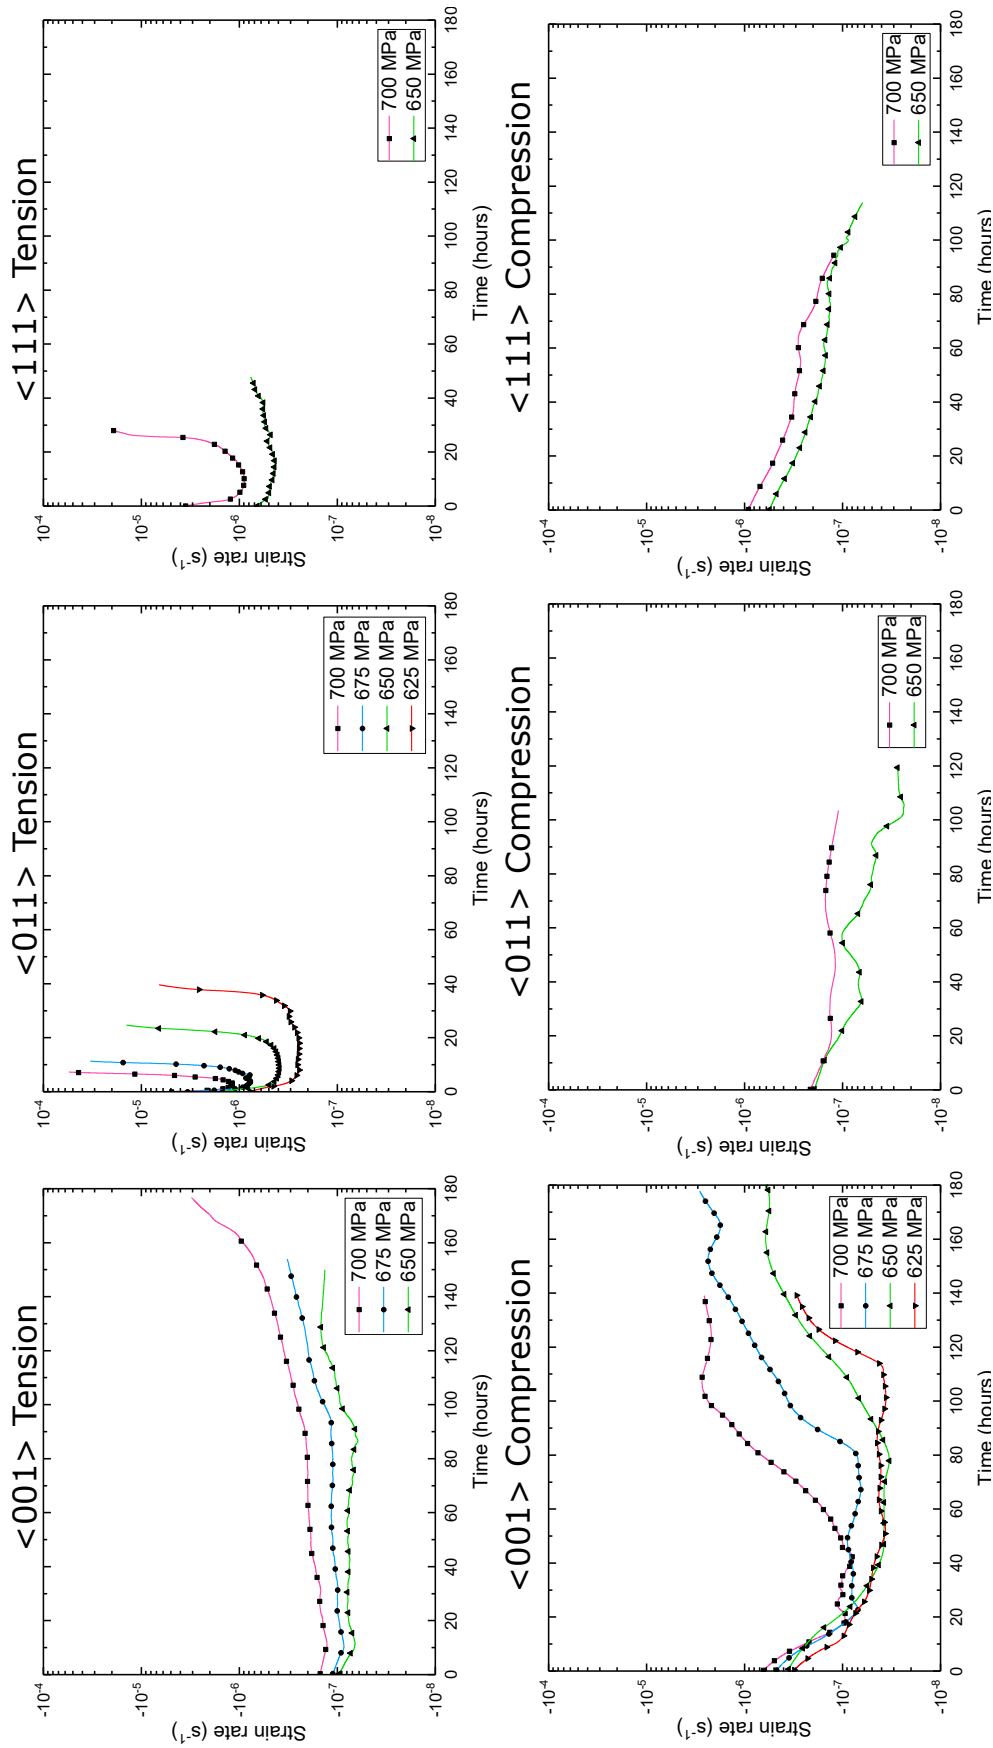 <001> Tension
-10⁻⁴
-10⁻⁵
-10⁻⁶
-10⁻⁷
-10⁻⁸
Strain rate (s⁻¹)
700 MPa
675 MPa
650 MPa
0 20 40 60 80 100 120 140 160 180
Time (hours)
<011> Tension
10⁻⁴
10⁻⁵
10⁻⁶
10⁻⁷
10⁻⁸
Strain rate (s⁻¹)
700 MPa
675 MPa
650 MPa
625 MPa
0 20 40 60 80 100 120 140 160 180
Time (hours)
<111> Tension
10⁻⁴
10⁻⁵
10⁻⁶
10⁻⁷
10⁻⁸
Strain rate (s⁻¹)
700 MPa
650 MPa
0 20 40 60 80 100 120 140 160 180
Time (hours)
<001> Compression
-10⁻⁴
-10⁻⁵
-10⁻⁶
-10⁻⁷
-10⁻⁸
Strain rate (s⁻¹)
700 MPa
675 MPa
650 MPa
625 MPa
0 20 40 60 80 100 120 140 160 180
Time (hours)
<011> Compression
-10⁻⁴
-10⁻⁵
-10⁻⁶
-10⁻⁷
-10⁻⁸
Strain rate (s⁻¹)
700 MPa
650 MPa
0 20 40 60 80 100 120 140 160 180
Time (hours)
<111> Compression
-10⁻⁴
-10⁻⁵
-10⁻⁶
-10⁻⁷
-10⁻⁸
Strain rate (s⁻¹)
700 MPa
650 MPa
0 20 40 60 80 100 120 140 160 180
Time (hours)